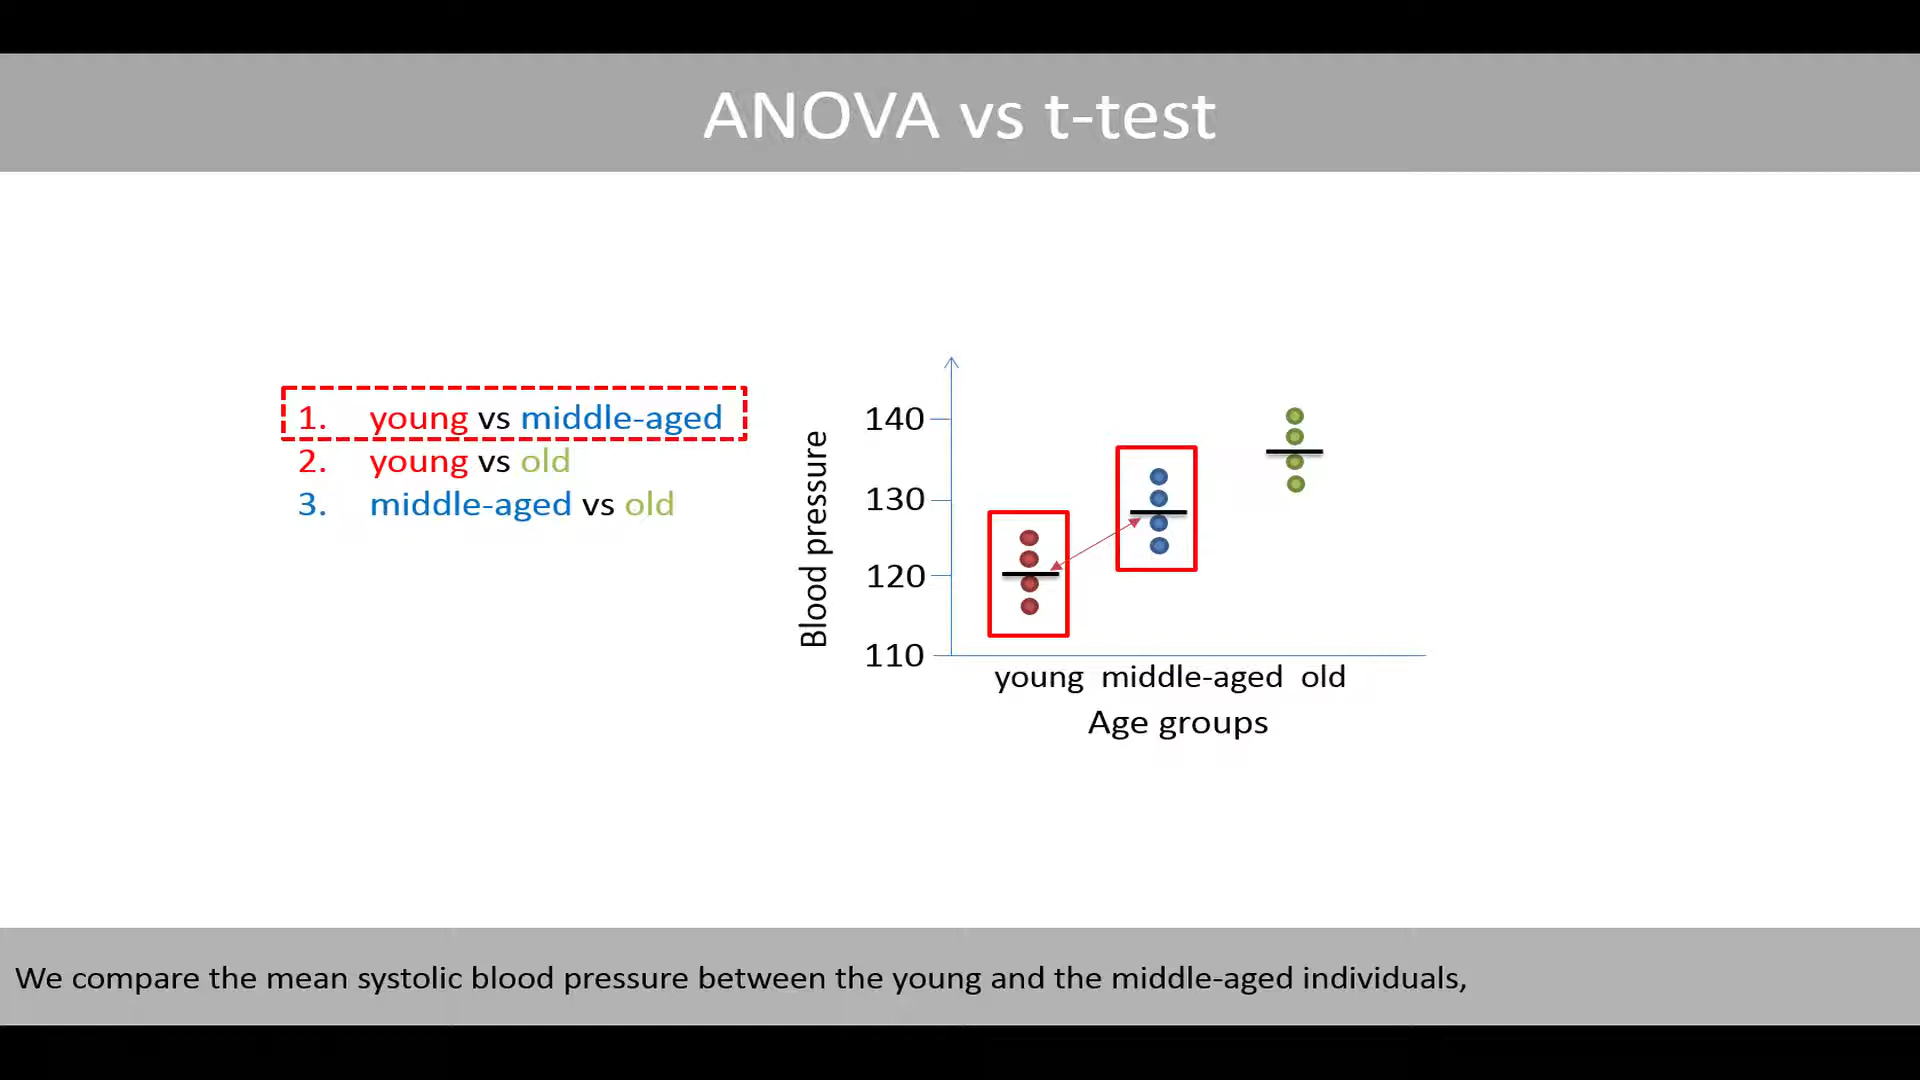 ANOVA vs t-test
1. young vs middle-aged
2. young vs old
3. middle-aged vs old
Blood pressure
140
130
120
110
young middle-aged old
Age groups
We compare the mean systolic blood pressure between the young and the middle-aged individuals,